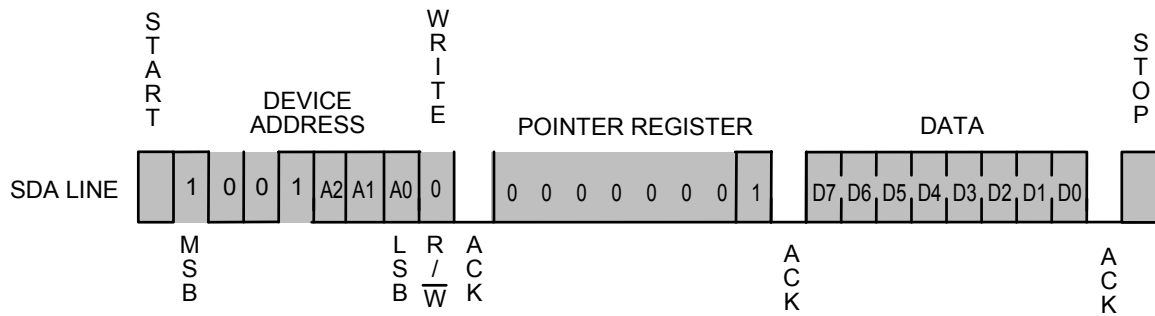 START
WRITE
STOP
DEVICE
ADDRESS
POINTER REGISTER
DATA
SDA LINE
1 0 0 1 A2 A1 A0 0 0 0 0 0 0 0 0 1 D7 D6 D5 D4 D3 D2 D1 D0
MSB
LSB
R/W̅
ACK
ACK
ACK